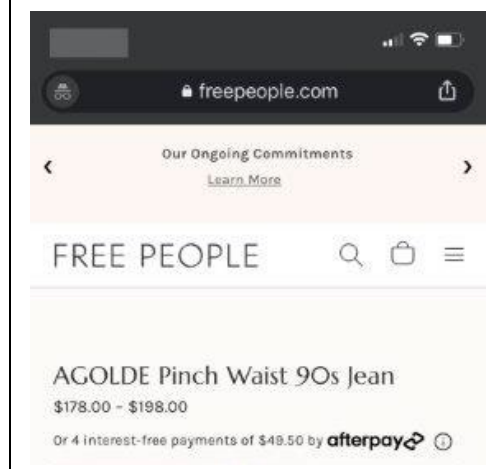 freepeople.com
Our Ongoing Commitments
Learn More
FREE PEOPLE
AGOLDE Pinch Waist 90s Jean
$178.00 - $198.00
Or 4 interest-free payments of $49.50 by afterpay